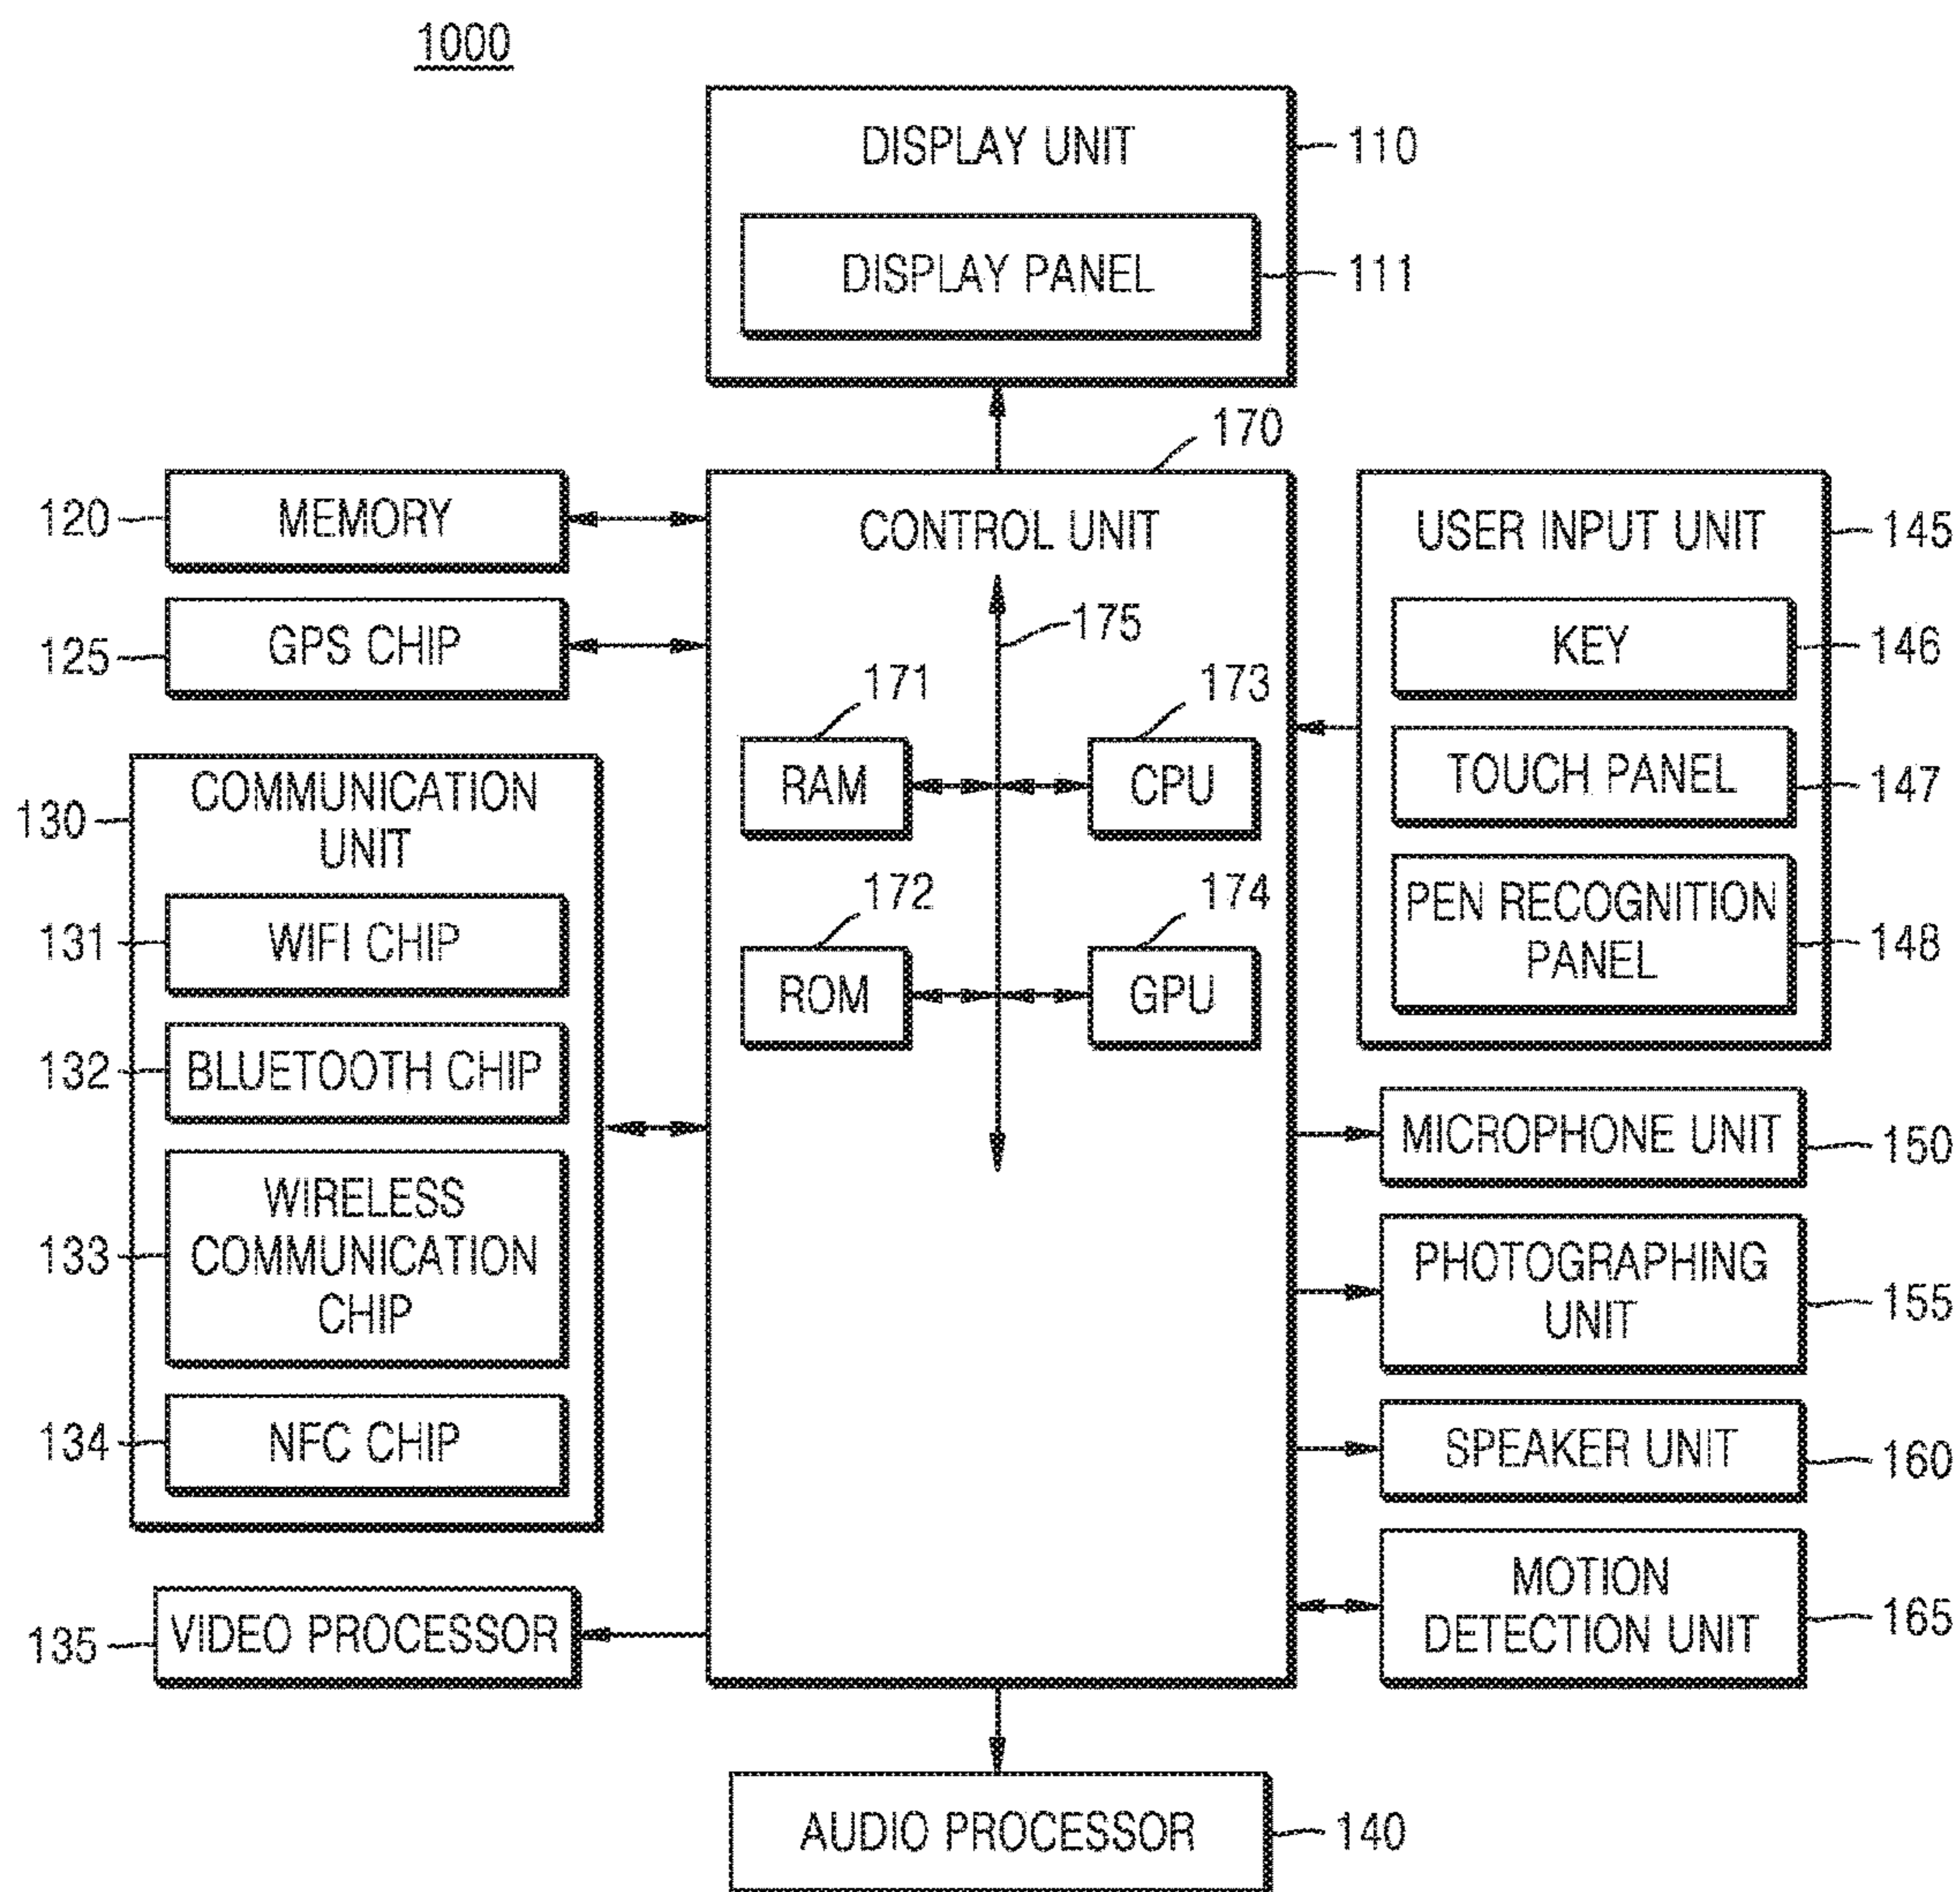 1000
DISPLAY UNIT
110
DISPLAY PANEL
111
170
120
MEMORY
125
GPS CHIP
130
COMMUNICATION
UNIT
131
WIFI CHIP
132
BLUETOOTH CHIP
133
WIRELESS
COMMUNICATION
CHIP
134
NFC CHIP
135
VIDEO PROCESSOR
CONTROL UNIT
175
171
RAM
173
CPU
172
ROM
174
GPU
USER INPUT UNIT
145
KEY
146
TOUCH PANEL
147
PEN RECOGNITION
PANEL
148
MICROPHONE UNIT
150
PHOTOGRAPHING
UNIT
155
SPEAKER UNIT
160
MOTION
DETECTION UNIT
165
AUDIO PROCESSOR
140